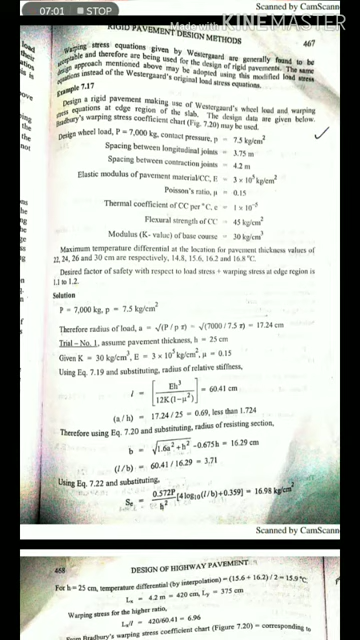 07:01 STOP
Scanned by CamScann
Made with KINEMASTER
RIGID PAVEMENT DESIGN METHODS 467
Warping stress equations given by Westergaard are generally found to be
acceptable and therefore are being used for the design of rigid pavements. The same
design approach mentioned above may be adopted using this modified load stress
equations instead of the Westergaard's original load stress equations.
Example 7.17
Design a rigid pavement making use of Westergaard's wheel load and warping
stress equations at edge region of the slab. The design data are given below.
Bradbury's warping stress coefficient chart (Fig. 7.20) may be used.
Design wheel load, P = 7,000 kg, contact pressure, p = 7.5 kg/cm²
Spacing between longitudinal joints = 3.75 m
Spacing between contraction joints = 4.2 m
Elastic modulus of pavement material/CC, E = 3 × 10⁵ kg/cm²
Poisson's ratio, μ = 0.15
Thermal coefficient of CC per °C, e = 1 × 10⁻⁵
Flexural strength of CC = 45 kg/cm²
Modulus (K- value) of base course = 30 kg/cm³
Maximum temperature differential at the location for pavement thickness values of
22, 24, 26 and 30 cm are respectively, 14.8, 15.6, 16.2 and 16.8 °C.
Desired factor of safety with respect to load stress + warping stress at edge region is
1.1 to 1.2.
Solution
P = 7,000 kg, p = 7.5 kg/cm²
Therefore radius of load, a = √(P / p π) = √(7000 / 7.5 π) = 17.24 cm
Trial – No. 1, assume pavement thickness, h = 25 cm
Given K = 30 kg/cm³, E = 3 × 10⁵ kg/cm², μ = 0.15
Using Eq. 7.19 and substituting, radius of relative stiffness,
l = [Eh³ / 12K(1−μ²)] = 60.41 cm
(a / h) = 17.24 / 25 = 0.69, less than 1.724
Therefore using Eq. 7.20 and substituting, radius of resisting section,
b = √1.6a² + h² -0.675h = 16.29 cm
(l / b) = 60.41 / 16.29 = 3.71
Using Eq. 7.22 and substituting,
Se = 0.572P / h² [4 log10 (l / b) + 0.359] = 16.98 kg/cm²
Scanned by CamScann
468 DESIGN OF HIGHWAY PAVEMENT
For h = 25 cm, temperature differential (by interpolation) = (15.6 + 16.2) / 2 = 15.9 °C
Lx = 4.2 m = 420 cm, Ly = 375 cm
Warping stress for the higher ratio,
Lx/l = 420/60.41 = 6.96
From Bradbury's warping stress coefficient chart (Figure 7.20) = corresponding to